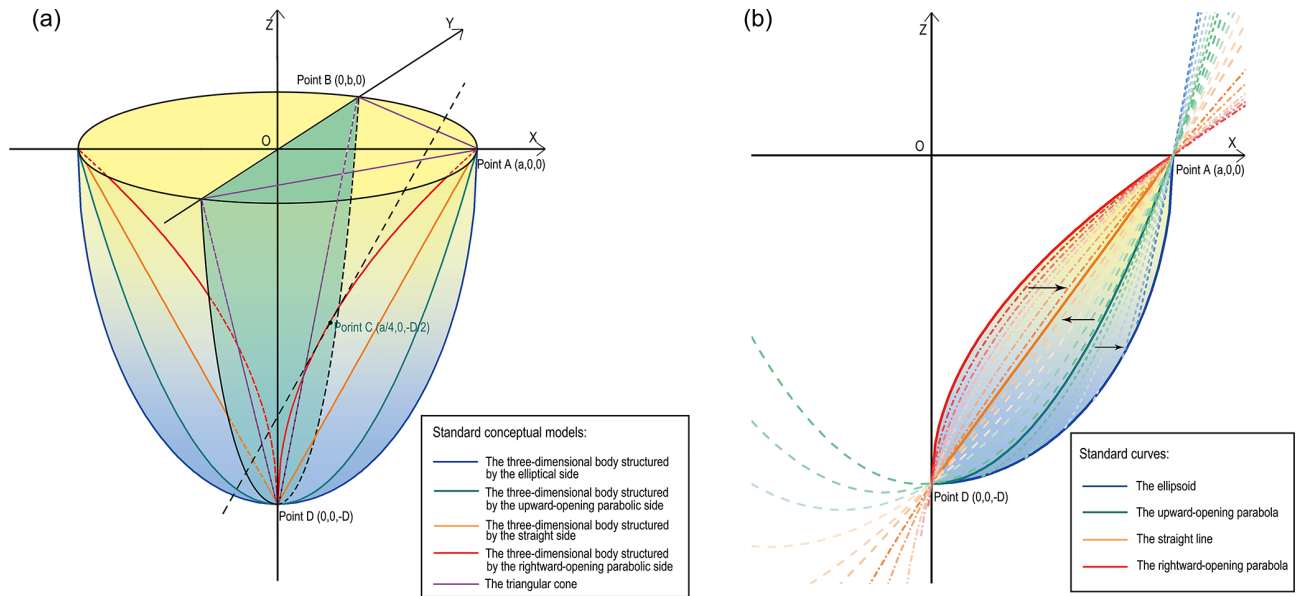 (a)
Z
Y
Point B (0,b,0)
O
X
Point A (a,0,0)
Porint C (a/4,0,-D/2)
Point D (0,0,-D)
Standard conceptual models:
The three-dimensional body structured
by the elliptical side
The three-dimensional body structured
by the upward-opening parabolic side
The three-dimensional body structured
by the straight side
The three-dimensional body structured
by the rightward-opening parabolic side
The triangular cone
(b)
Z
O
X
Point A (a,0,0)
Point D (0,0,-D)
Standard curves:
The ellipsoid
The upward-opening parabola
The straight line
The rightward-opening parabola